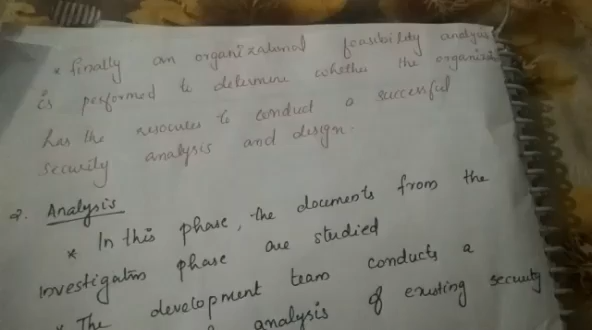 * finally an organizational feasibility analysis
is performed to determine whether the organiza
has the resocues to conduct a successful
security analysis and design.
2. Analysis
* In this phase, the documents from the
investigation phase are studied
* The development team conducts a
analysis of existing security